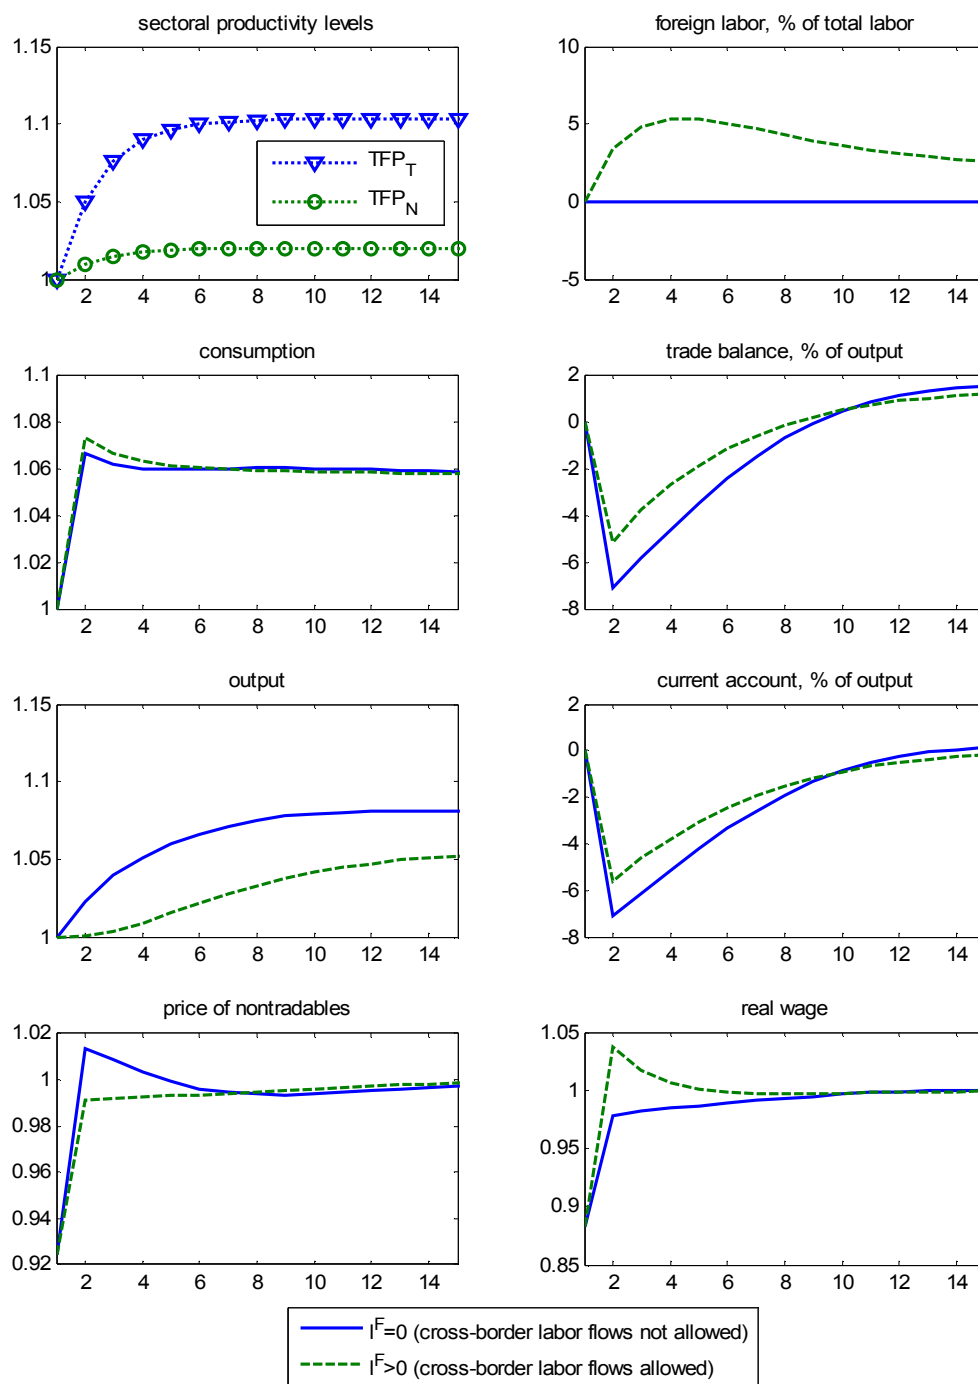 sectoral productivity levels
1.15
1.1
1.05
1
2 4 6 8 10 12 14
TFP_T
TFP_N
foreign labor, % of total labor
10
5
0
-5
2 4 6 8 10 12 14
consumption
1.1
1.08
1.06
1.04
1.02
1
2 4 6 8 10 12 14
trade balance, % of output
2
0
-2
-4
-6
-8
2 4 6 8 10 12 14
output
1.15
1.1
1.05
1
2 4 6 8 10 12 14
current account, % of output
2
0
-2
-4
-6
-8
2 4 6 8 10 12 14
price of nontradables
1.02
1
0.98
0.96
0.94
0.92
2 4 6 8 10 12 14
real wage
1.05
1
0.95
0.9
0.85
2 4 6 8 10 12 14
l^F=0 (cross-border labor flows not allowed)
l^F>0 (cross-border labor flows allowed)